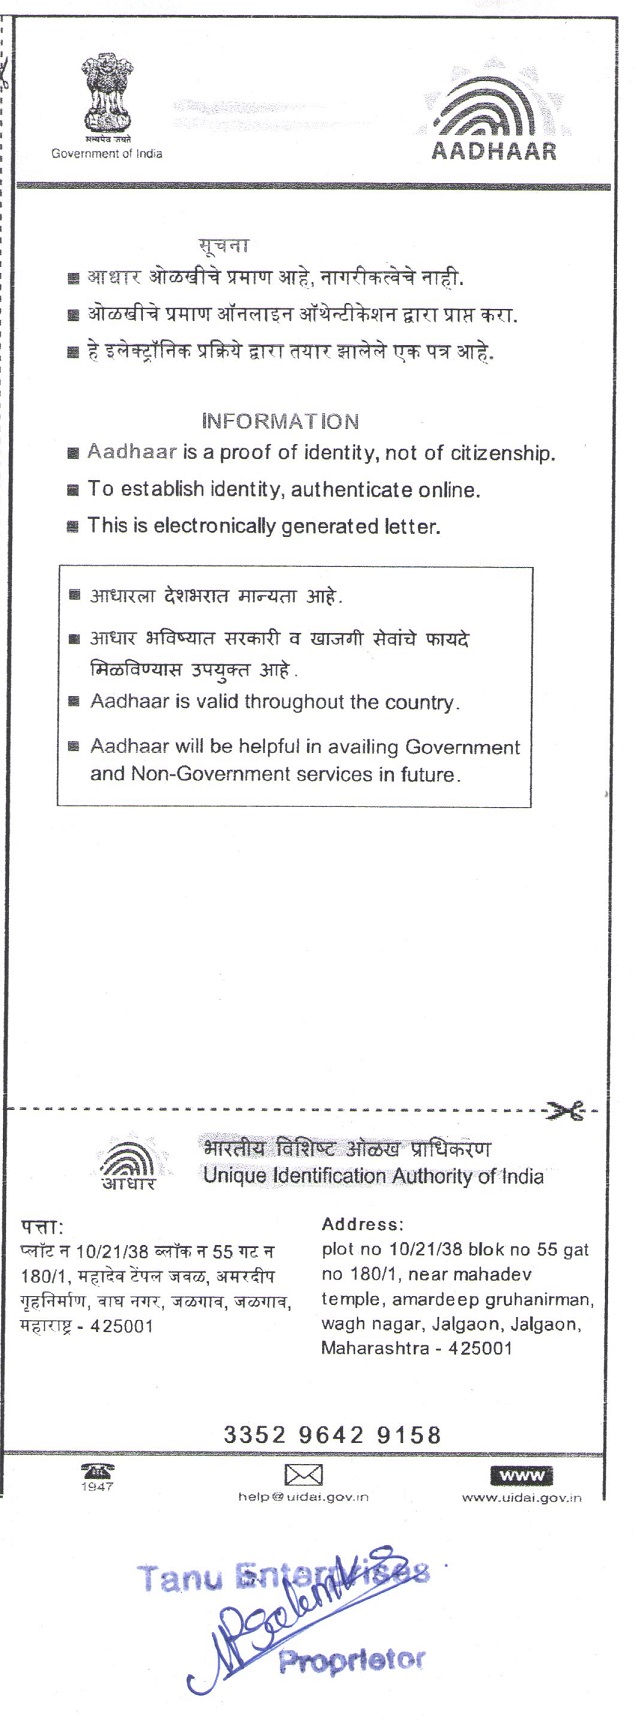 सत्यमेव जयते
Government of India
AADHAAR
सूचना
आधार ओळखीचे प्रमाण आहे, नागरीकत्वेचे नाही.
ओळखीचे प्रमाण ऑनलाइन ऑथेन्टीकेशन द्वारा प्राप्त करा.
हे इलेक्ट्रॉनिक प्रक्रिये द्वारा तयार झालेले एक पत्र आहे.
INFORMATION
Aadhaar is a proof of identity, not of citizenship.
To establish identity, authenticate online.
This is electronically generated letter.
आधारला देशभरात मान्यता आहे.
आधार भविष्यात सरकारी व खाजगी सेवांचे फायदे
मिळविण्यास उपयुक्त आहे.
Aadhaar is valid throughout the country.
Aadhaar will be helpful in availing Government
and Non-Government services in future.
भारतीय विशिष्ट ओळख प्राधिकरण
Unique Identification Authority of India
आधार
पत्ता:
प्लॉट न 10/21/38 ब्लॉक न 55 गट न
180/1, महादेव टेंपल जवळ, अमरदीप
गृहनिर्माण, वाघ नगर, जळगाव, जळगाव,
महाराष्ट्र - 425001
Address:
plot no 10/21/38 blok no 55 gat
no 180/1, near mahadev
temple, amardeep gruhanirman,
wagh nagar, Jalgaon, Jalgaon,
Maharashtra - 425001
3352 9642 9158
1947
help@uidai.gov.in
www
www.uidai.gov.in
Tanu Enterprises
Proprietor